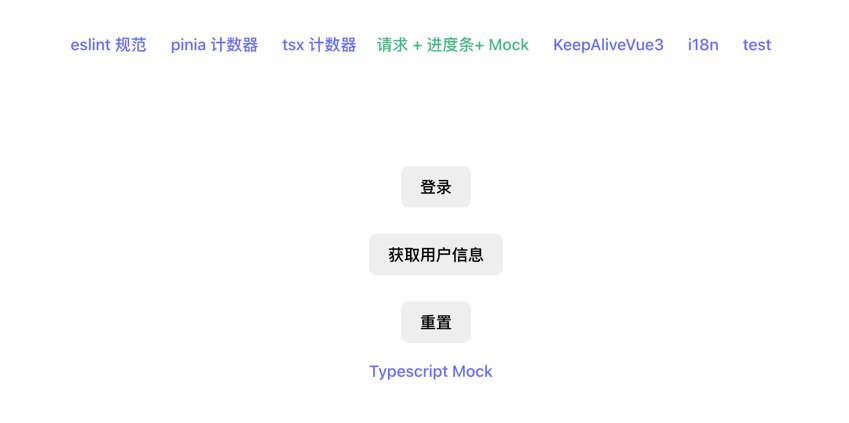 eslint 规范 pinia 计数器 tsx 计数器 请求 + 进度条+ Mock KeepAliveVue3 i18n test
登录
获取用户信息
重置
Typescript Mock